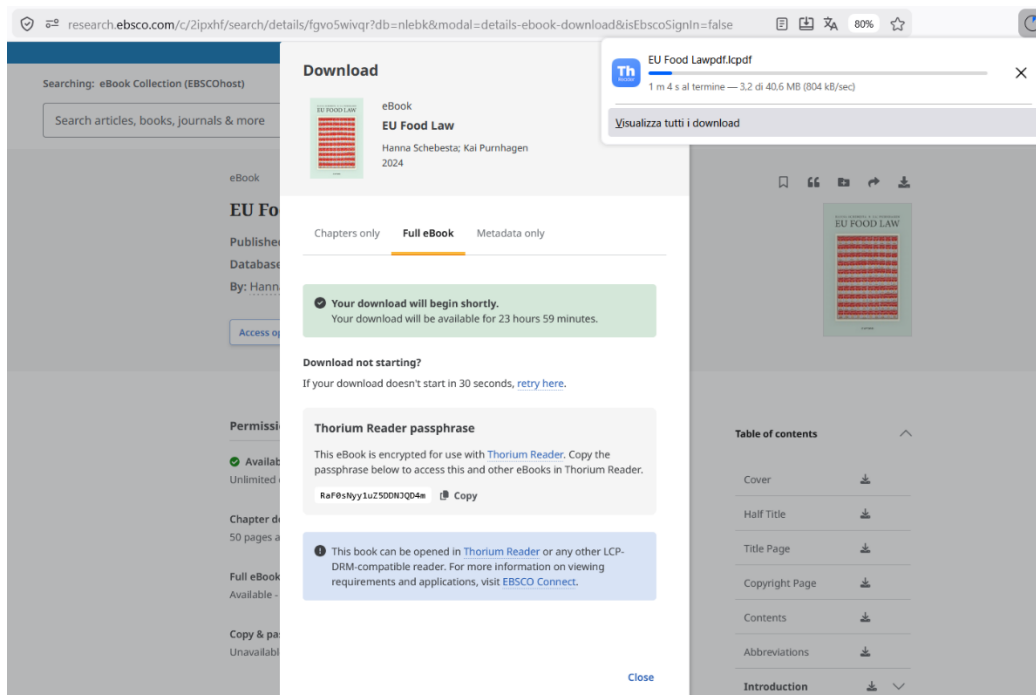 research.ebsco.com/c/2ipxhf/search/details/fgvo5wivqr?db=nlebk&modal=details-ebook-download&isEbscoSignIn=false
80%
Th
EU Food Lawpdf.lcpdf
1 m 4 s al termine — 3,2 di 40,6 MB (804 kB/sec)
Visualizza tutti i download
Searching: eBook Collection (EBSCOhost)
Search articles, books, journals & more
eBook
EU Fo
Publishe
Database
By: Hann
Access op
Download
EU FOOD LAW
eBook
EU Food Law
Hanna Schebesta; Kai Purnhagen
2024
Chapters only Full eBook Metadata only
Your download will begin shortly.
Your download will be available for 23 hours 59 minutes.
Download not starting?
If your download doesn't start in 30 seconds, retry here.
Thorium Reader passphrase
This eBook is encrypted for use with Thorium Reader. Copy the
passphrase below to access this and other eBooks in Thorium Reader.
RaF0sNyy1uZ5DDNJQD4m Copy
This book can be opened in Thorium Reader or any other LCP-
DRM-compatible reader. For more information on viewing
requirements and applications, visit EBSCO Connect.
Close
Permissi
Availab
Unlimited
Chapter do
50 pages a
Full eBook
Available -
Copy & pa
Unavailabl
EU FOOD LAW
Table of contents
Cover
Half Title
Title Page
Copyright Page
Contents
Abbreviations
Introduction